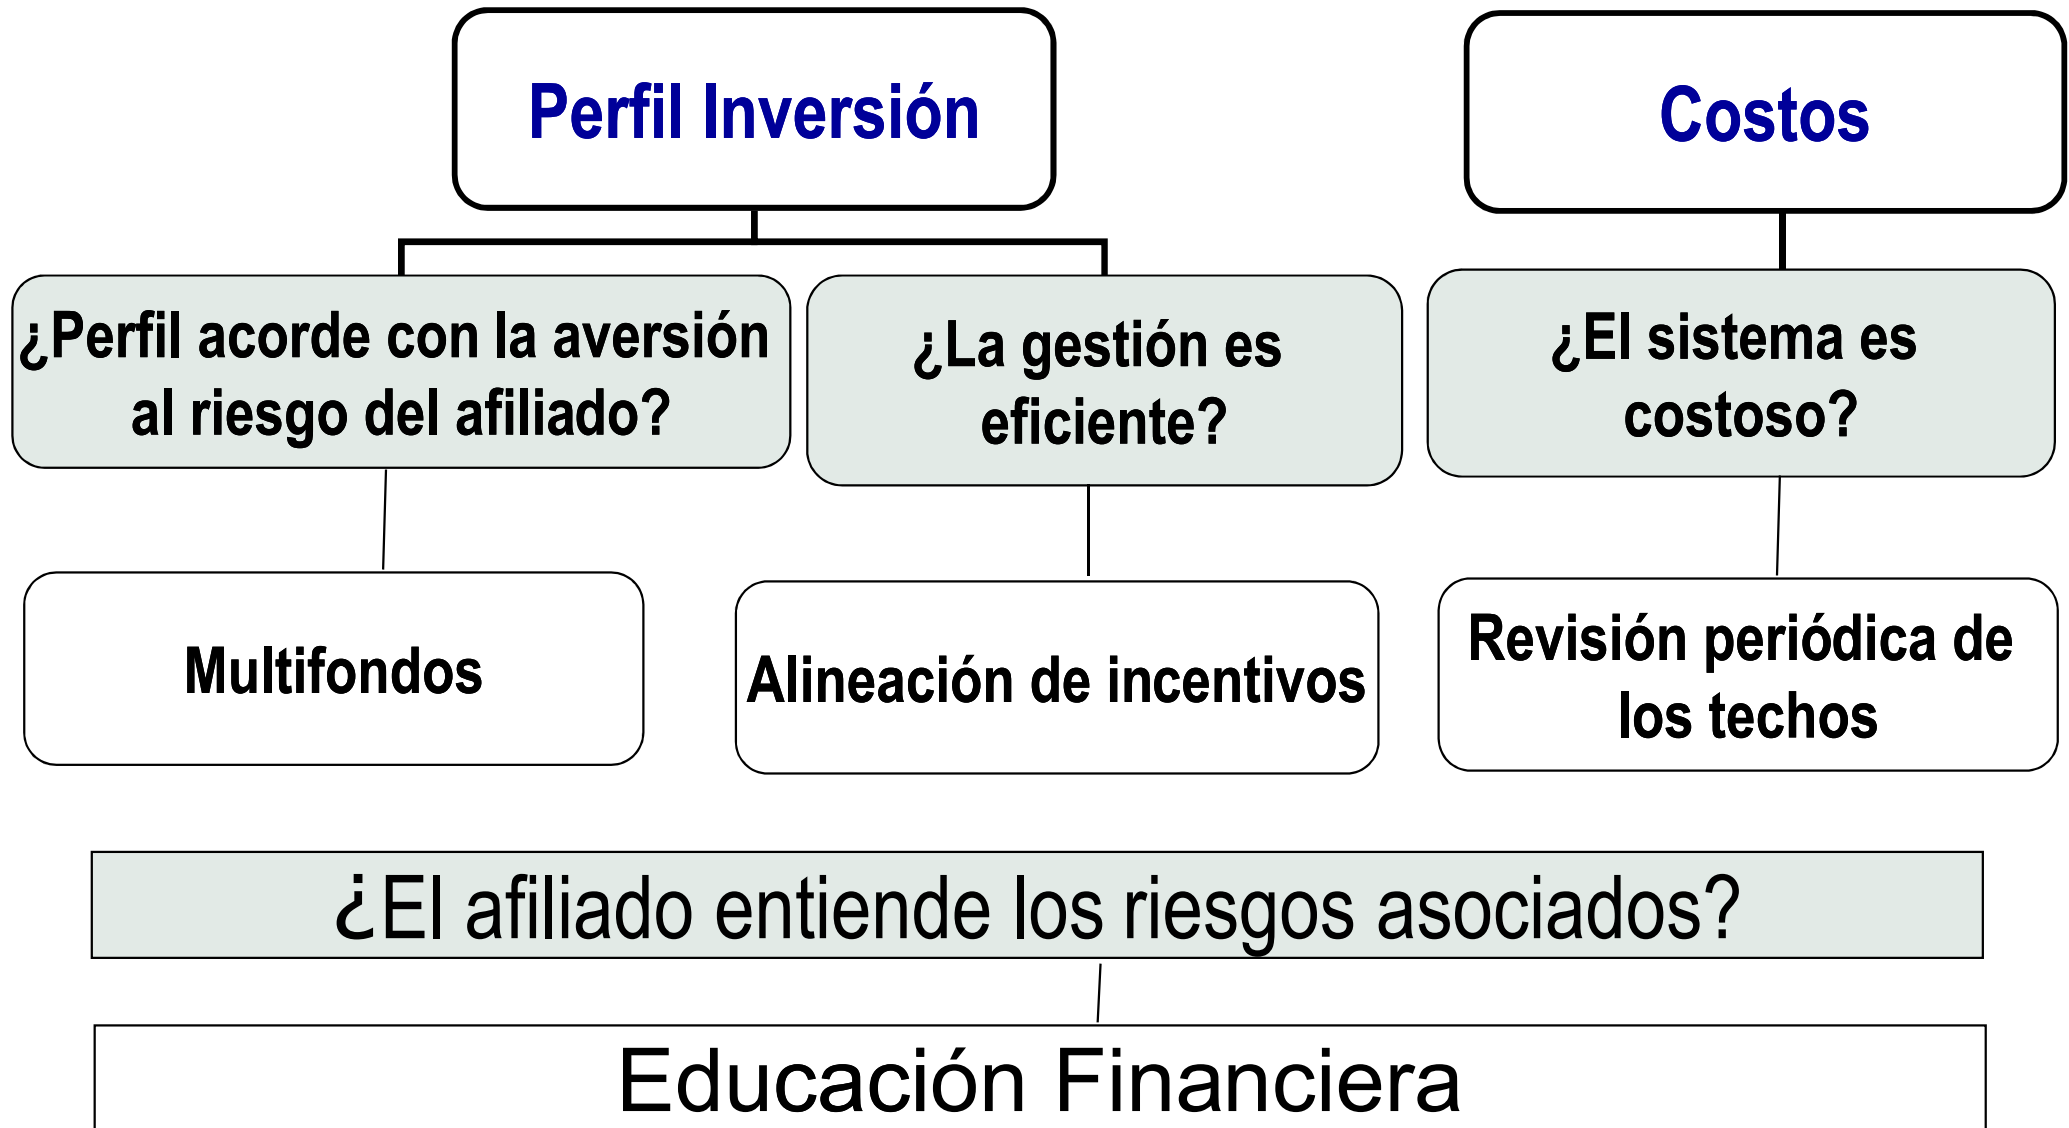 Perfil Inversión
Costos
¿Perfil acorde con la aversión
al riesgo del afiliado?
¿La gestión es
eficiente?
¿El sistema es
costoso?
Multifondos
Alineación de incentivos
Revisión periódica de
los techos
¿El afiliado entiende los riesgos asociados?
Educación Financiera